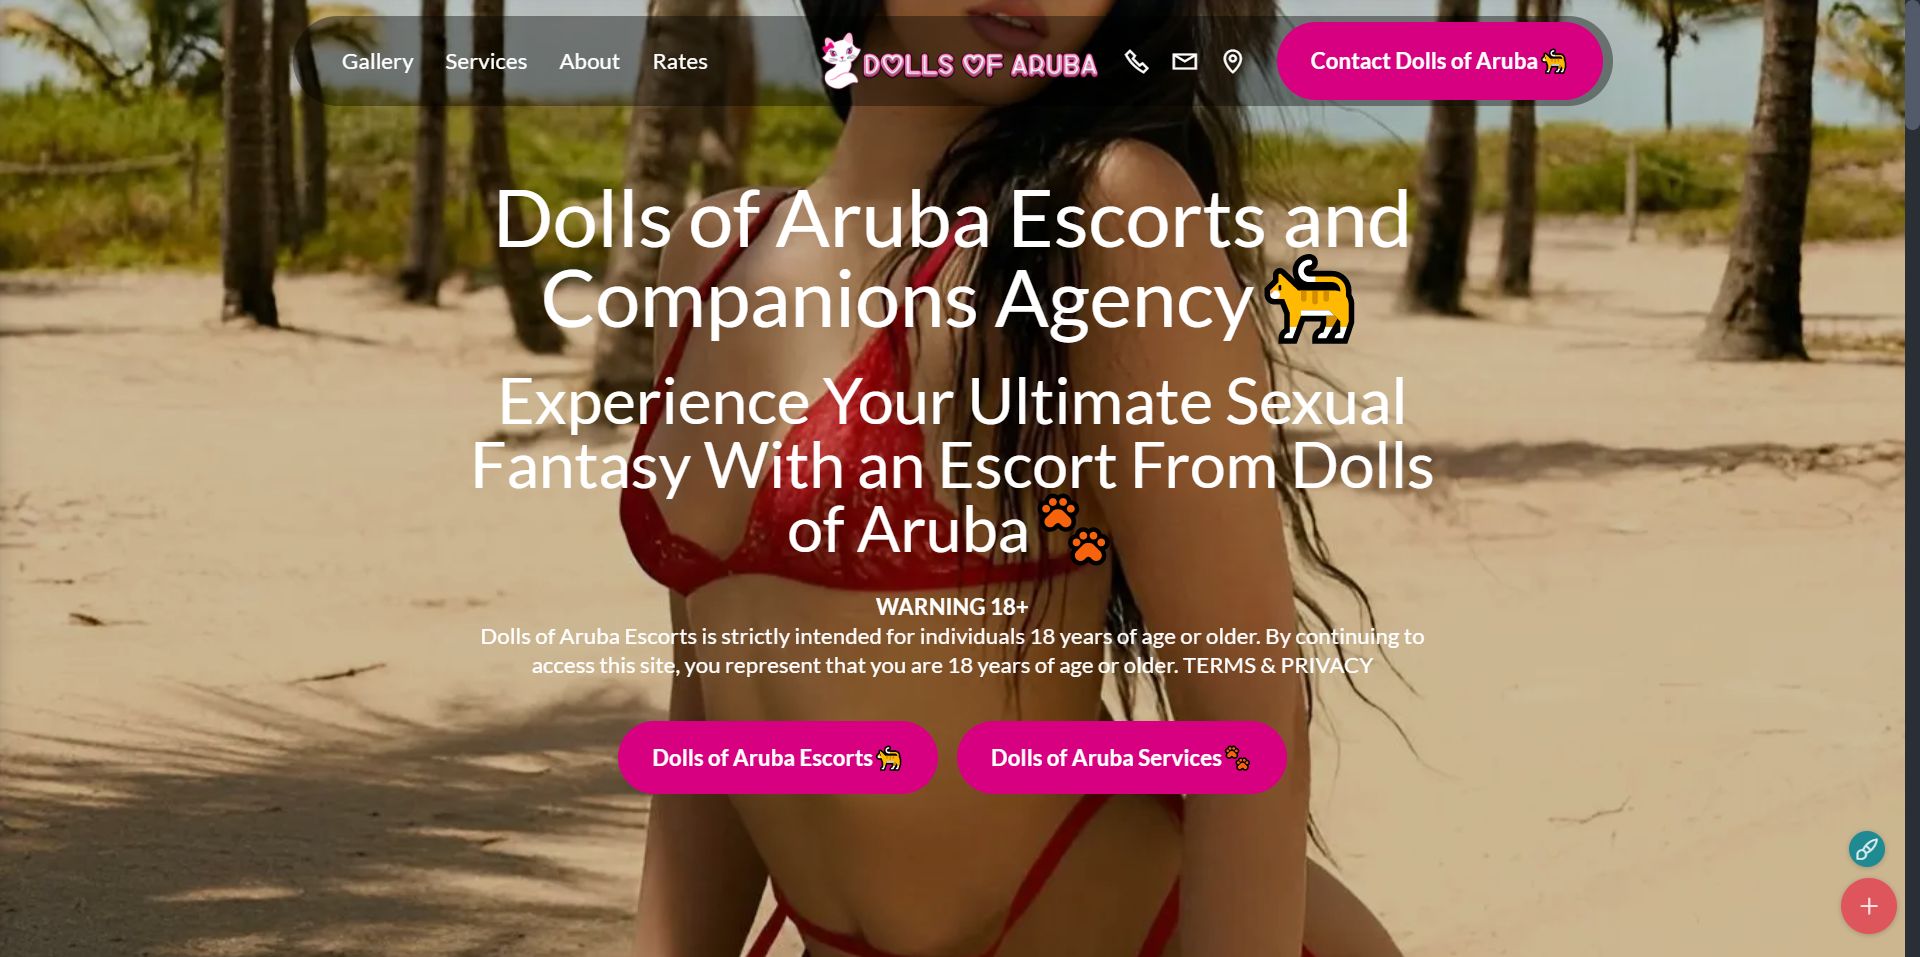 Gallery
Services
About
Rates
DOLLS OF ARUBA
Contact Dolls of Aruba
Dolls of Aruba Escorts and
Companions Agency
Experience Your Ultimate Sexual
Fantasy With an Escort From Dolls
of Aruba
WARNING 18+
Dolls of Aruba Escorts is strictly intended for individuals 18 years of age or older. By continuing to
access this site, you represent that you are 18 years of age or older. TERMS & PRIVACY
Dolls of Aruba Escorts
Dolls of Aruba Services